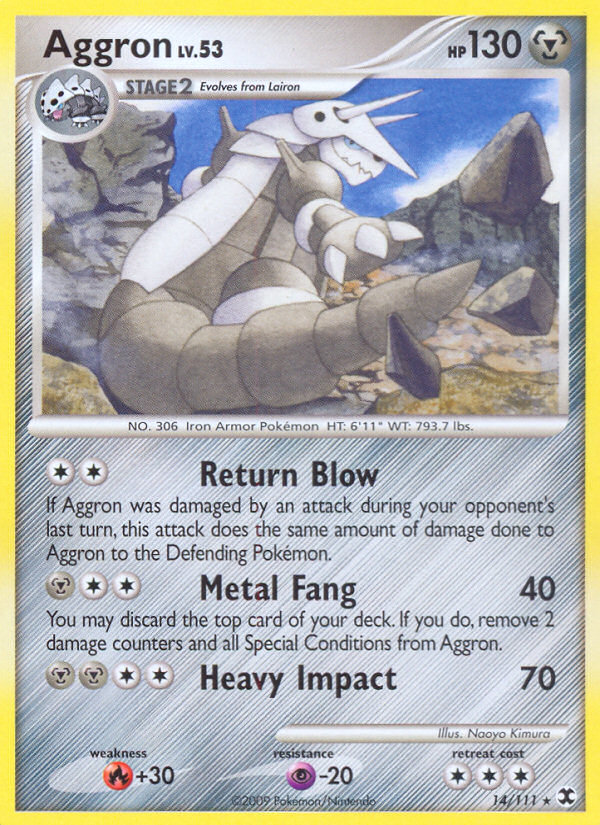 Aggron LV.53 HP 130
STAGE2 Evolves from Lairon
NO. 306 Iron Armor Pokémon HT: 6'11" WT: 793.7 lbs.
Return Blow
If Aggron was damaged by an attack during your opponent's
last turn, this attack does the same amount of damage done to
Aggron to the Defending Pokémon.
Metal Fang 40
You may discard the top card of your deck. If you do, remove 2
damage counters and all Special Conditions from Aggron.
Heavy Impact 70
Illus. Naoyo Kimura
weakness resistance retreat cost
+30 -20
©2009 Pokémon/Nintendo 14/111 ★